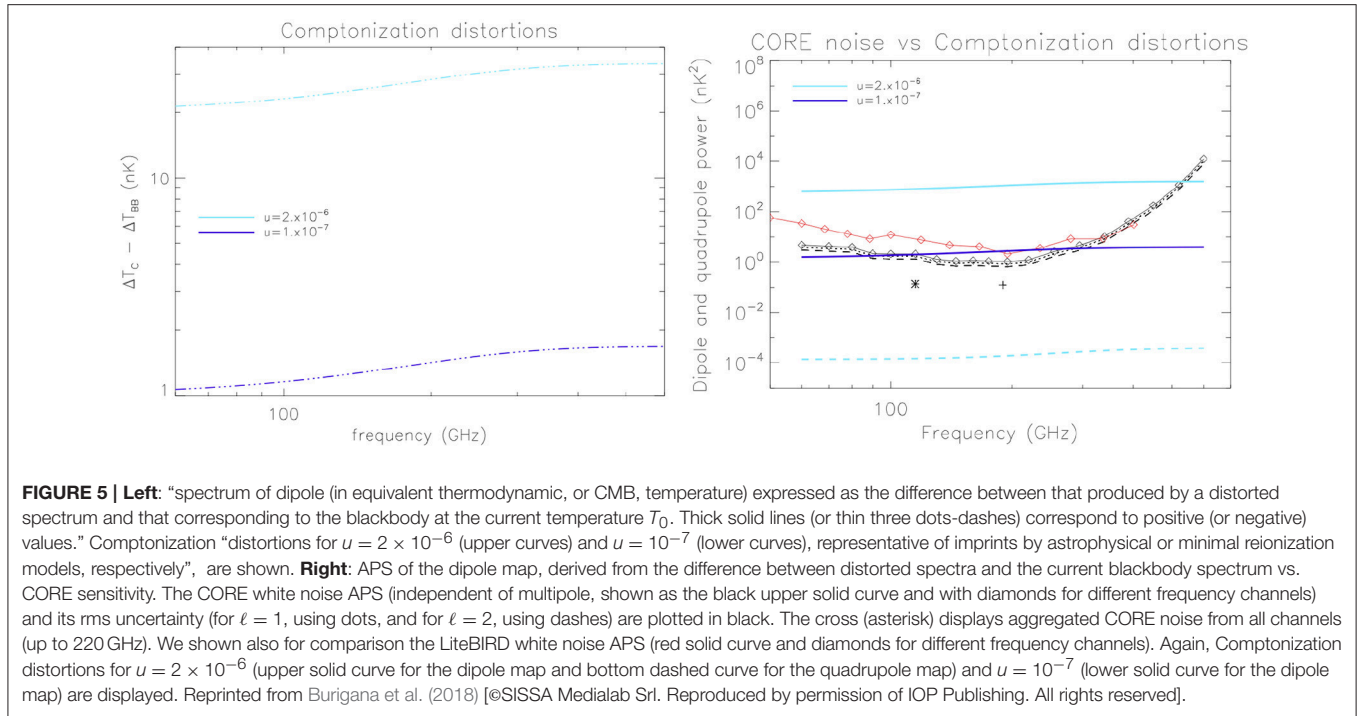 Comptonization distortions
ΔT_C − ΔT_BB (nK)
10
1
u=2.×10⁻⁶
u=1.×10⁻⁷
100
frequency (GHz)
CORE noise vs Comptonization distortions
Dipole and quadrupole power (nK²)
10⁸
10⁶
10⁴
10²
10⁰
10⁻²
10⁻⁴
u=2.×10⁻⁶
u=1.×10⁻⁷
100
Frequency (GHz)
FIGURE 5 | Left: “spectrum of dipole (in equivalent thermodynamic, or CMB, temperature) expressed as the difference between that produced by a distorted
spectrum and that corresponding to the blackbody at the current temperature T₀. Thick solid lines (or thin three dots-dashes) correspond to positive (or negative)
values.” Comptonization “distortions for u = 2 × 10⁻⁶ (upper curves) and u = 10⁻⁷ (lower curves), representative of imprints by astrophysical or minimal reionization
models, respectively”, are shown. Right: APS of the dipole map, derived from the difference between distorted spectra and the current blackbody spectrum vs.
CORE sensitivity. The CORE white noise APS (independent of multipole, shown as the black upper solid curve and with diamonds for different frequency channels)
and its rms uncertainty (for ℓ = 1, using dots, and for ℓ = 2, using dashes) are plotted in black. The cross (asterisk) displays aggregated CORE noise from all channels
(up to 220 GHz). We shown also for comparison the LiteBIRD white noise APS (red solid curve and diamonds for different frequency channels). Again, Comptonization
distortions for u = 2 × 10⁻⁶ (upper solid curve for the dipole map and bottom dashed curve for the quadrupole map) and u = 10⁻⁷ (lower solid curve for the dipole
map) are displayed. Reprinted from Burigana et al. (2018) [©SISSA Medialab Srl. Reproduced by permission of IOP Publishing. All rights reserved].